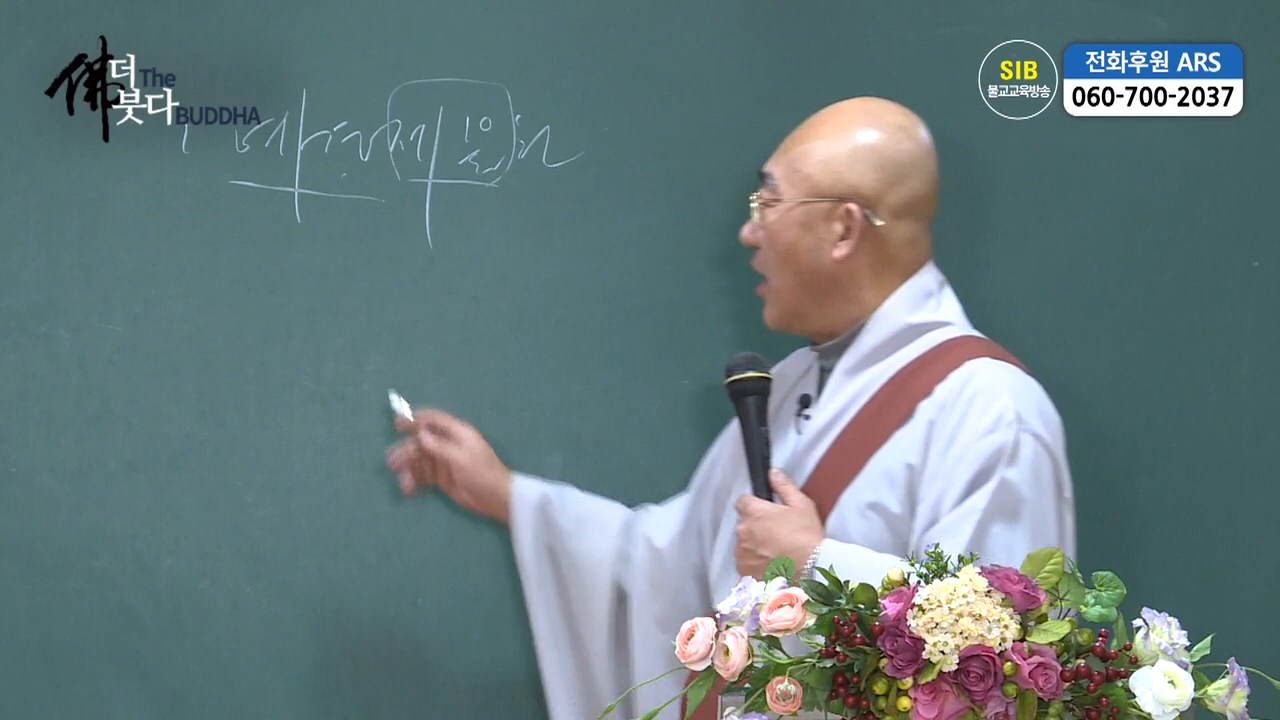 佛 더 The
붓다 BUDDHA
SIB
불교교육방송
전화후원 ARS
060-700-2037